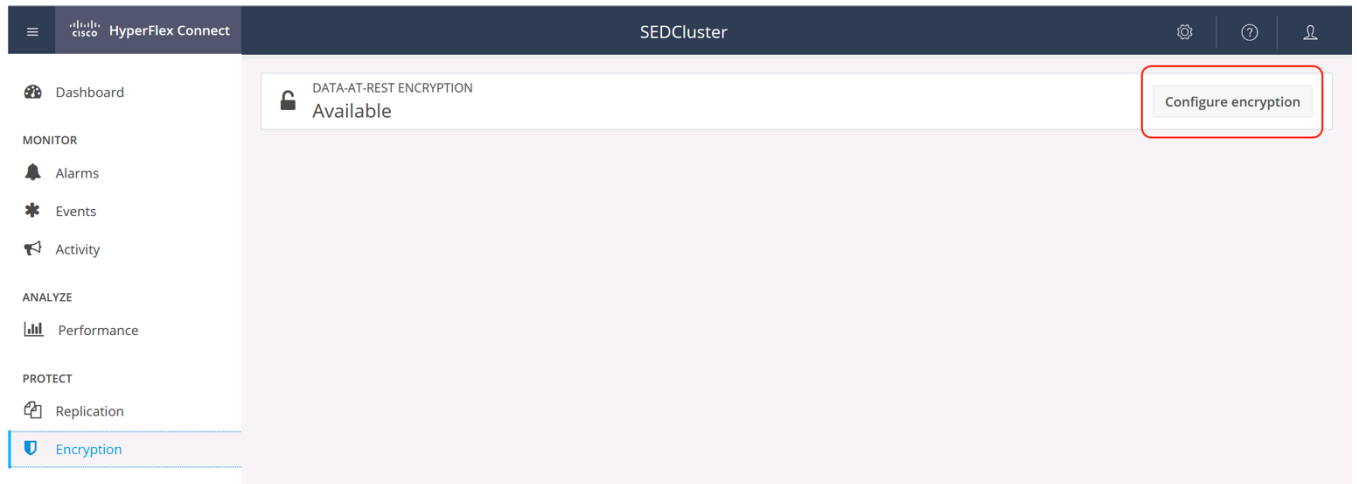 cisco HyperFlex Connect
SEDCluster
Dashboard
MONITOR
Alarms
Events
Activity
ANALYZE
Performance
PROTECT
Replication
Encryption
DATA-AT-REST ENCRYPTION
Available
Configure encryption